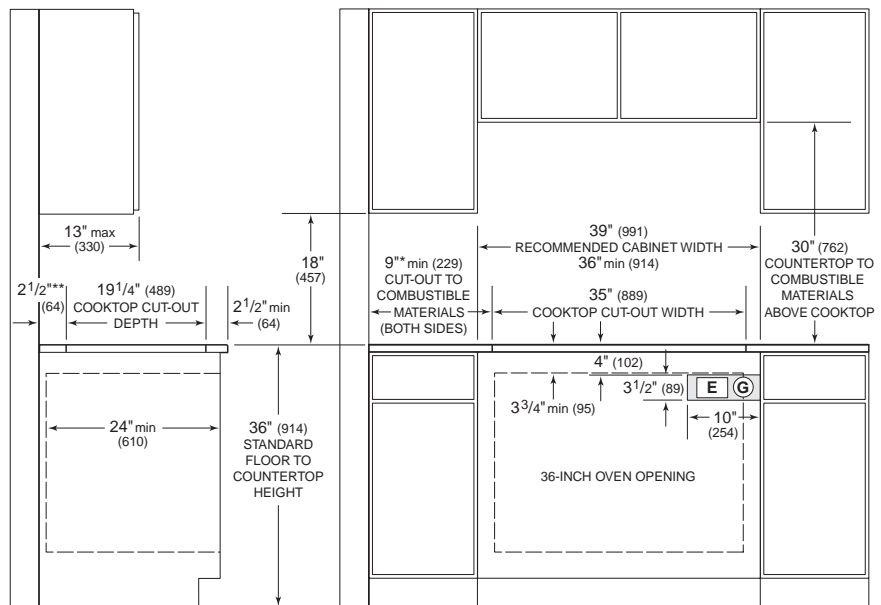 13" max
(330)
18"
(457)
39" (991)
RECOMMENDED CABINET WIDTH
36" min (914)
30" (762)
COUNTERTOP TO
COMBUSTIBLE
MATERIALS
ABOVE COOKTOP
2 1/2"**
(64)
19 1/4" (489)
COOKTOP CUT-OUT
DEPTH
2 1/2" min
(64)
9"* min (229)
CUT-OUT TO
COMBUSTIBLE
MATERIALS
(BOTH SIDES)
35" (889)
COOKTOP CUT-OUT WIDTH
4" (102)
3 1/2" (89)
E
G
3 3/4" min (95)
10"
(254)
24" min
(610)
36" (914)
STANDARD
FLOOR TO
COUNTERTOP
HEIGHT
36-INCH OVEN OPENING